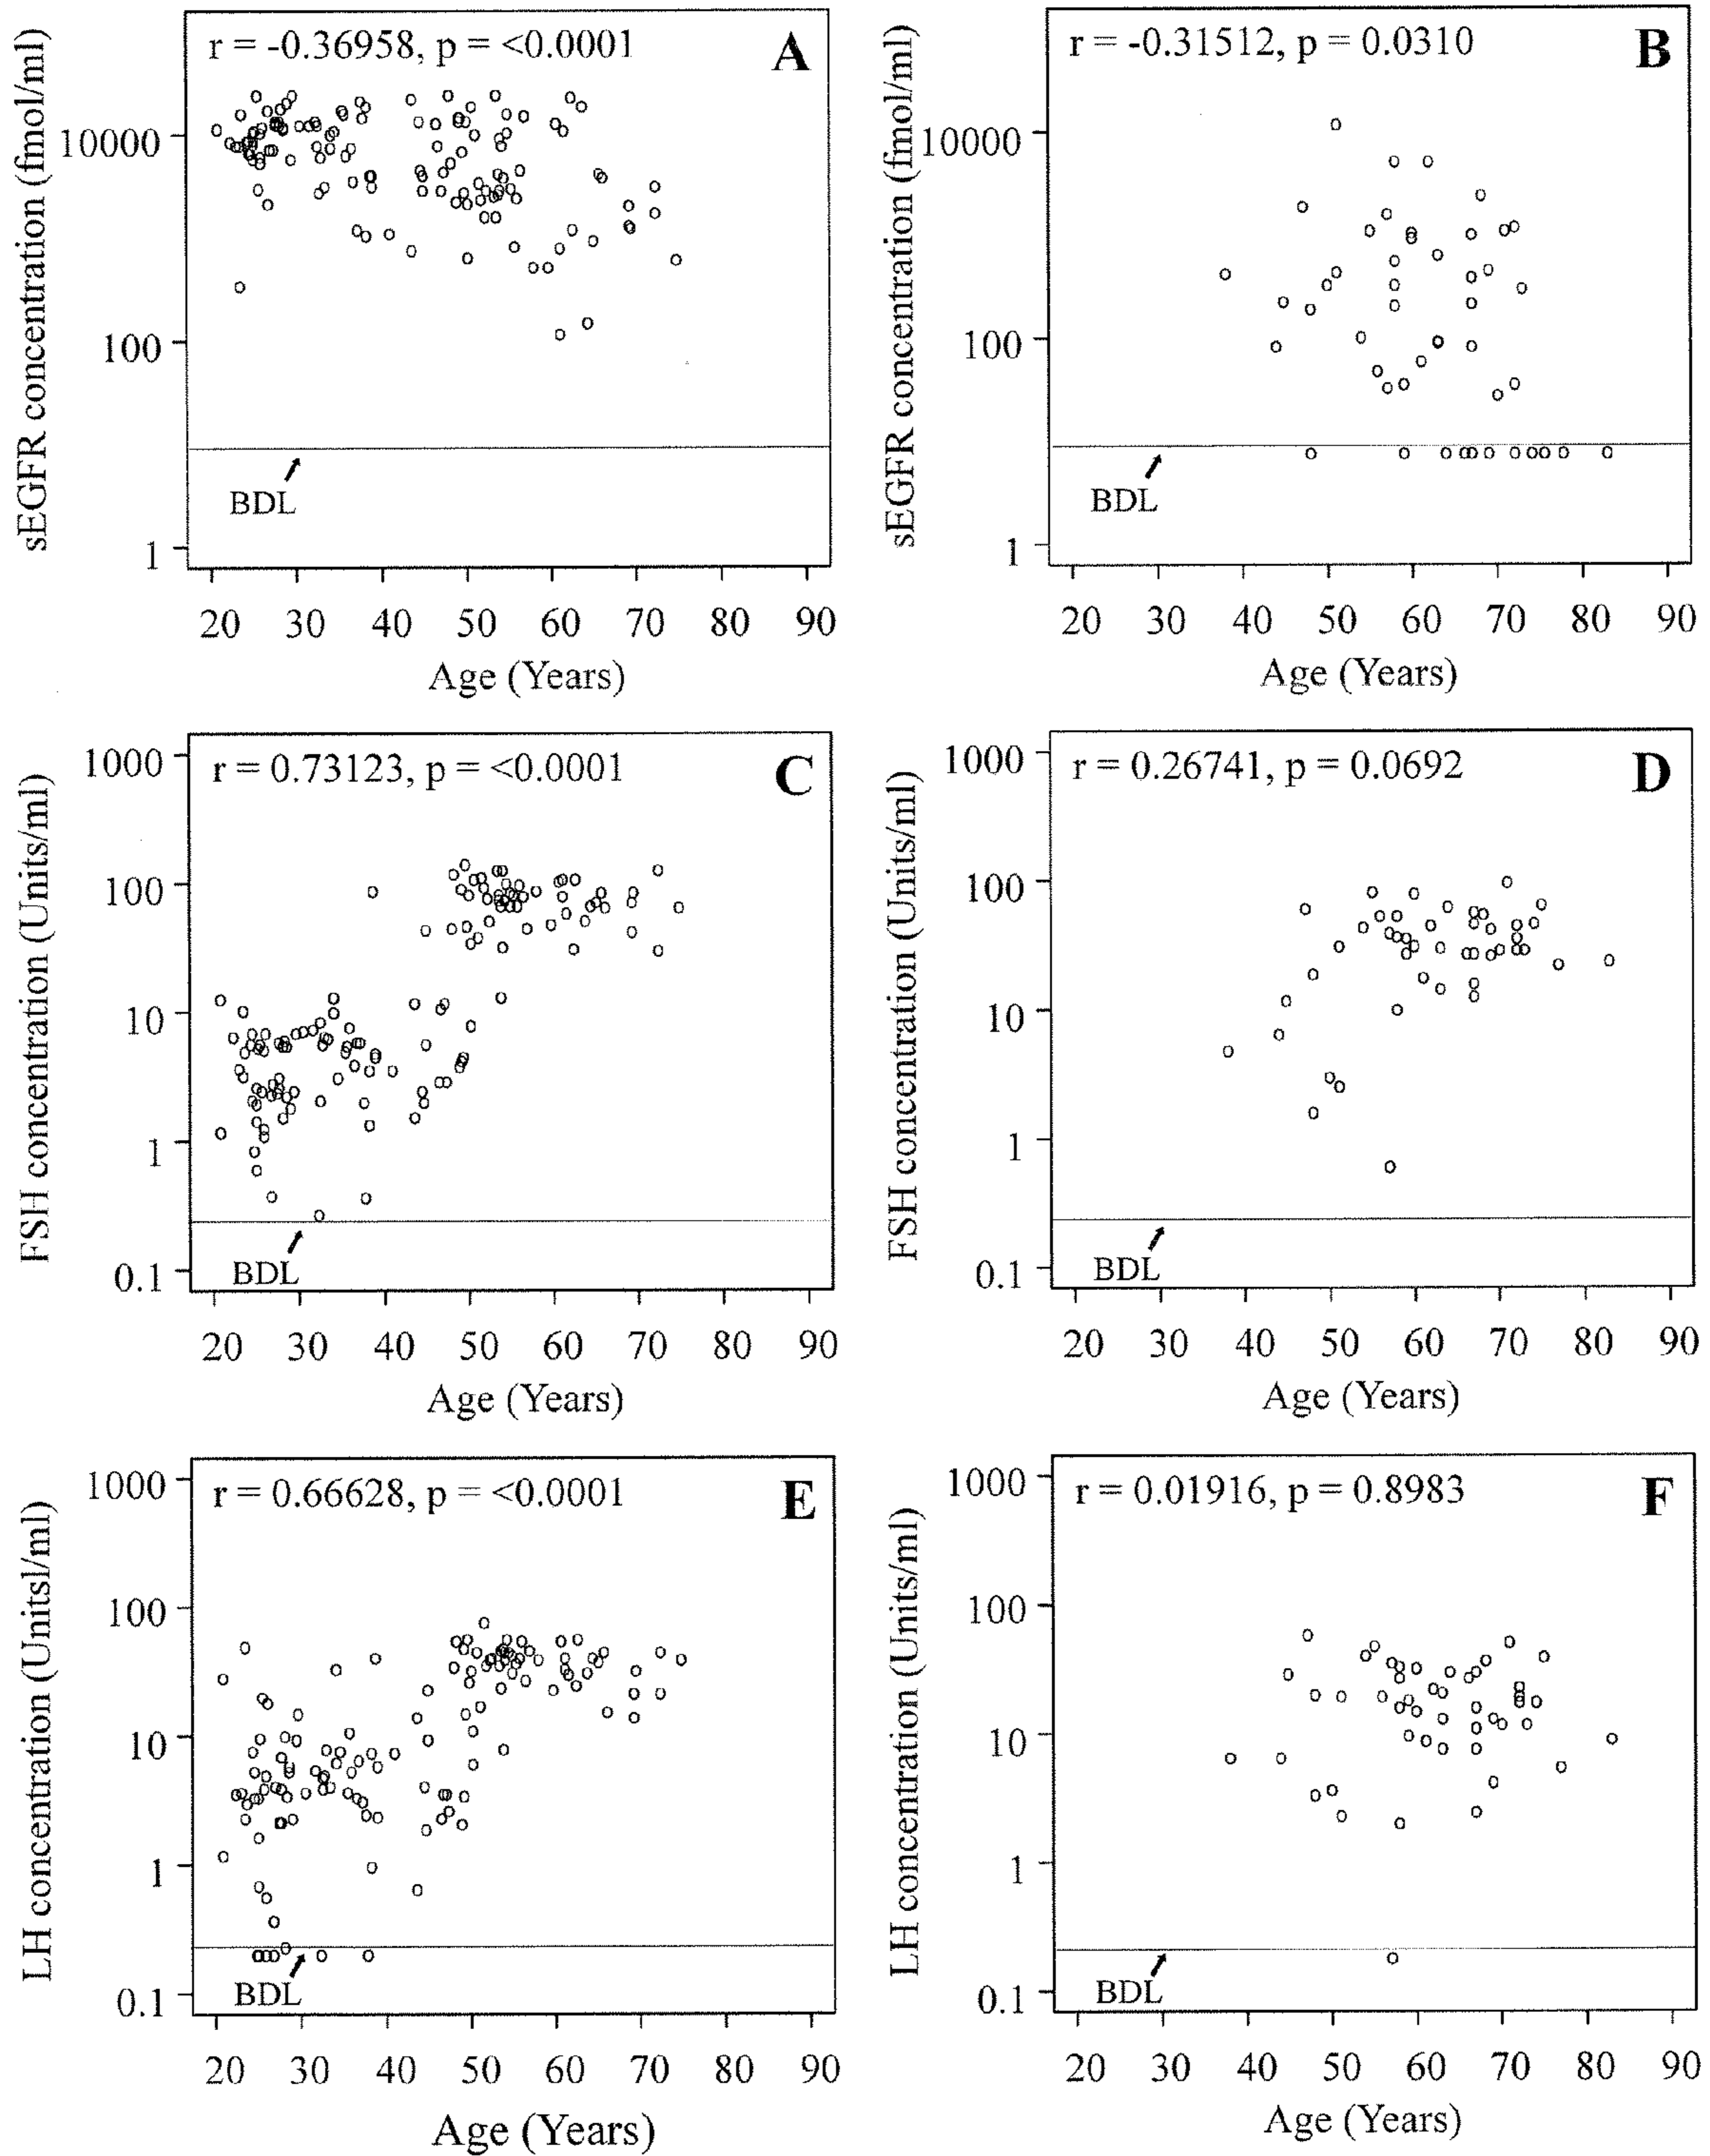 r = -0.36958, p = <0.0001
A
sEGFR concentration (fmol/ml)
10000
100
1
BDL
20 30 40 50 60 70 80 90
Age (Years)
r = -0.31512, p = 0.0310
B
sEGFR concentration (fmol/ml)
10000
100
1
BDL
20 30 40 50 60 70 80 90
Age (Years)
r = 0.73123, p = <0.0001
C
FSH concentration (Units/ml)
1000
100
10
1
0.1
BDL
20 30 40 50 60 70 80 90
Age (Years)
r = 0.26741, p = 0.0692
D
FSH concentration (Units/ml)
1000
100
10
1
0.1
BDL
20 30 40 50 60 70 80 90
Age (Years)
r = 0.66628, p = <0.0001
E
LH concentration (Unitsl/ml)
1000
100
10
1
0.1
BDL
20 30 40 50 60 70 80 90
Age (Years)
r = 0.01916, p = 0.8983
F
LH concentration (Units/ml)
1000
100
10
1
0.1
BDL
20 30 40 50 60 70 80 90
Age (Years)